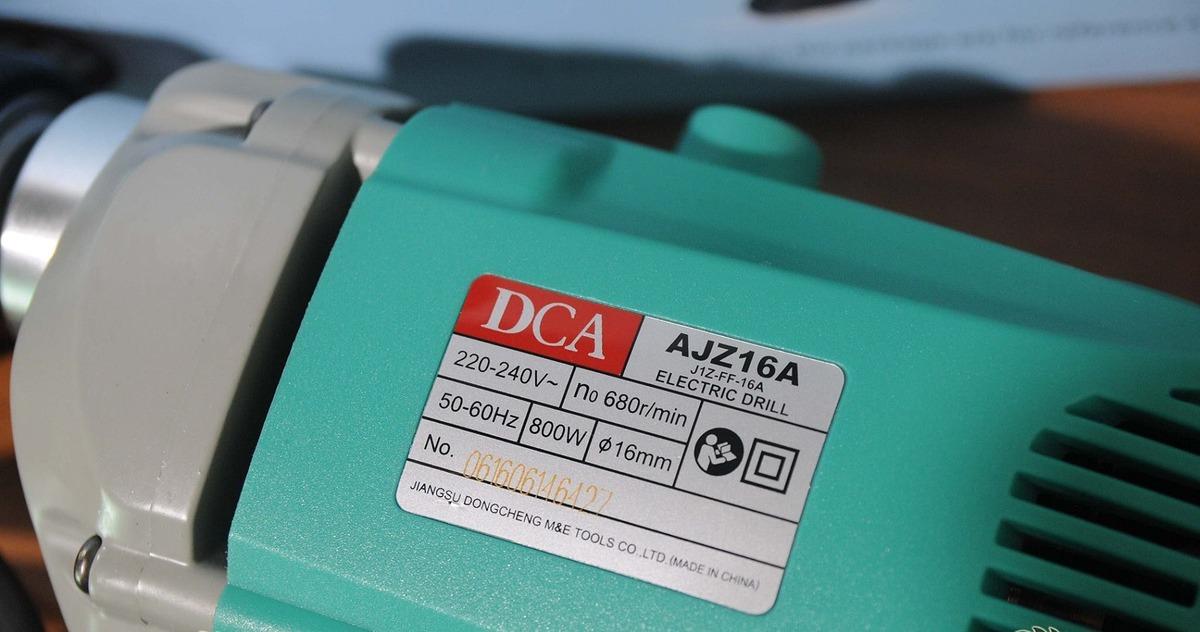 DCA
AJZ16A
J1Z-FF-16A
ELECTRIC DRILL
220-240V~ n0 680r/min
50-60Hz 800W ϕ16mm
No. 061606146427
JIANGSU DONGCHENG M&E TOOLS CO.,LTD.(MADE IN CHINA)